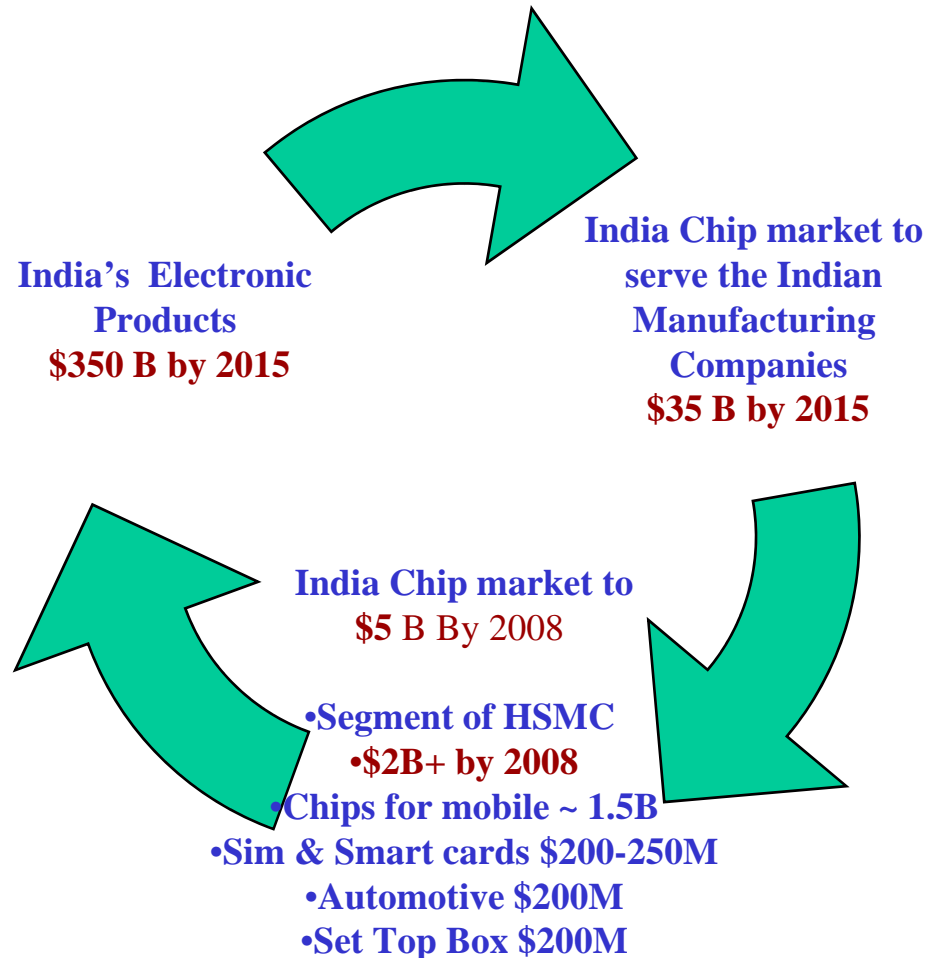 India's  Electronic
Products
$350 B by 2015
India Chip market to
serve the Indian
Manufacturing
Companies
$35 B by 2015
India Chip market to
$5 B By 2008
•Segment of HSMC
•$2B+ by 2008
•Chips for mobile ~ 1.5B
•Sim & Smart cards $200-250M
•Automotive $200M
•Set Top Box $200M